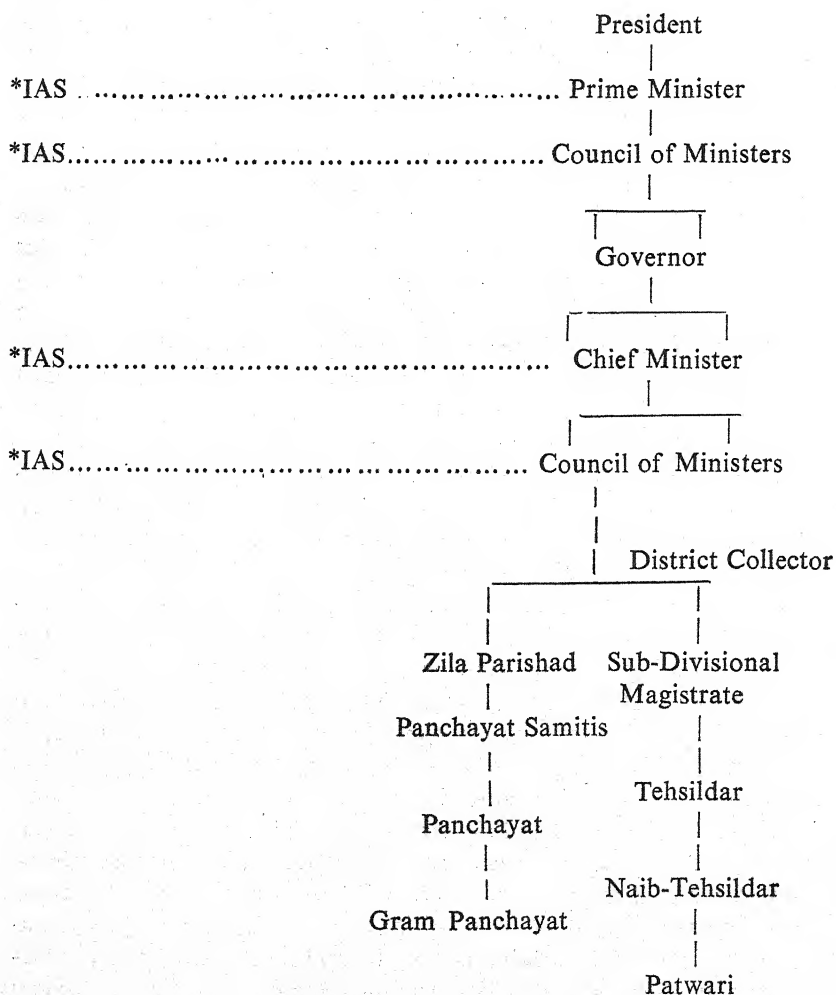 President
*IAS ................................................ Prime Minister
*IAS................................................ Council of Ministers
Governor
*IAS................................................ Chief Minister
*IAS................................................ Council of Ministers
District Collector
Zila Parishad Sub-Divisional
Magistrate
Panchayat Samitis
Tehsildar
Panchayat
Naib-Tehsildar
Gram Panchayat
Patwari